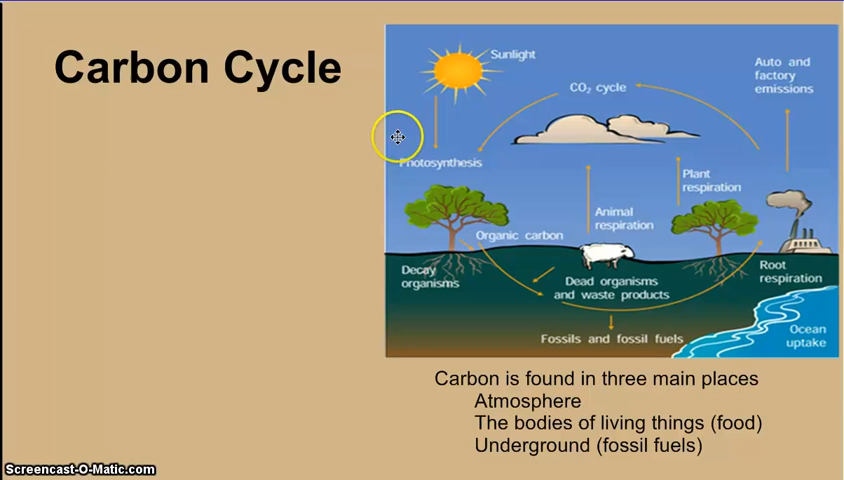 Carbon Cycle
Sunlight
CO₂ cycle
Auto and
factory
emissions
Photosynthesis
Plant
respiration
Animal
respiration
Organic carbon
Decay
organisms
Dead organisms
and waste products
Root
respiration
Fossils and fossil fuels
Ocean
uptake
Carbon is found in three main places
Atmosphere
The bodies of living things (food)
Underground (fossil fuels)
Screencast-O-Matic.com